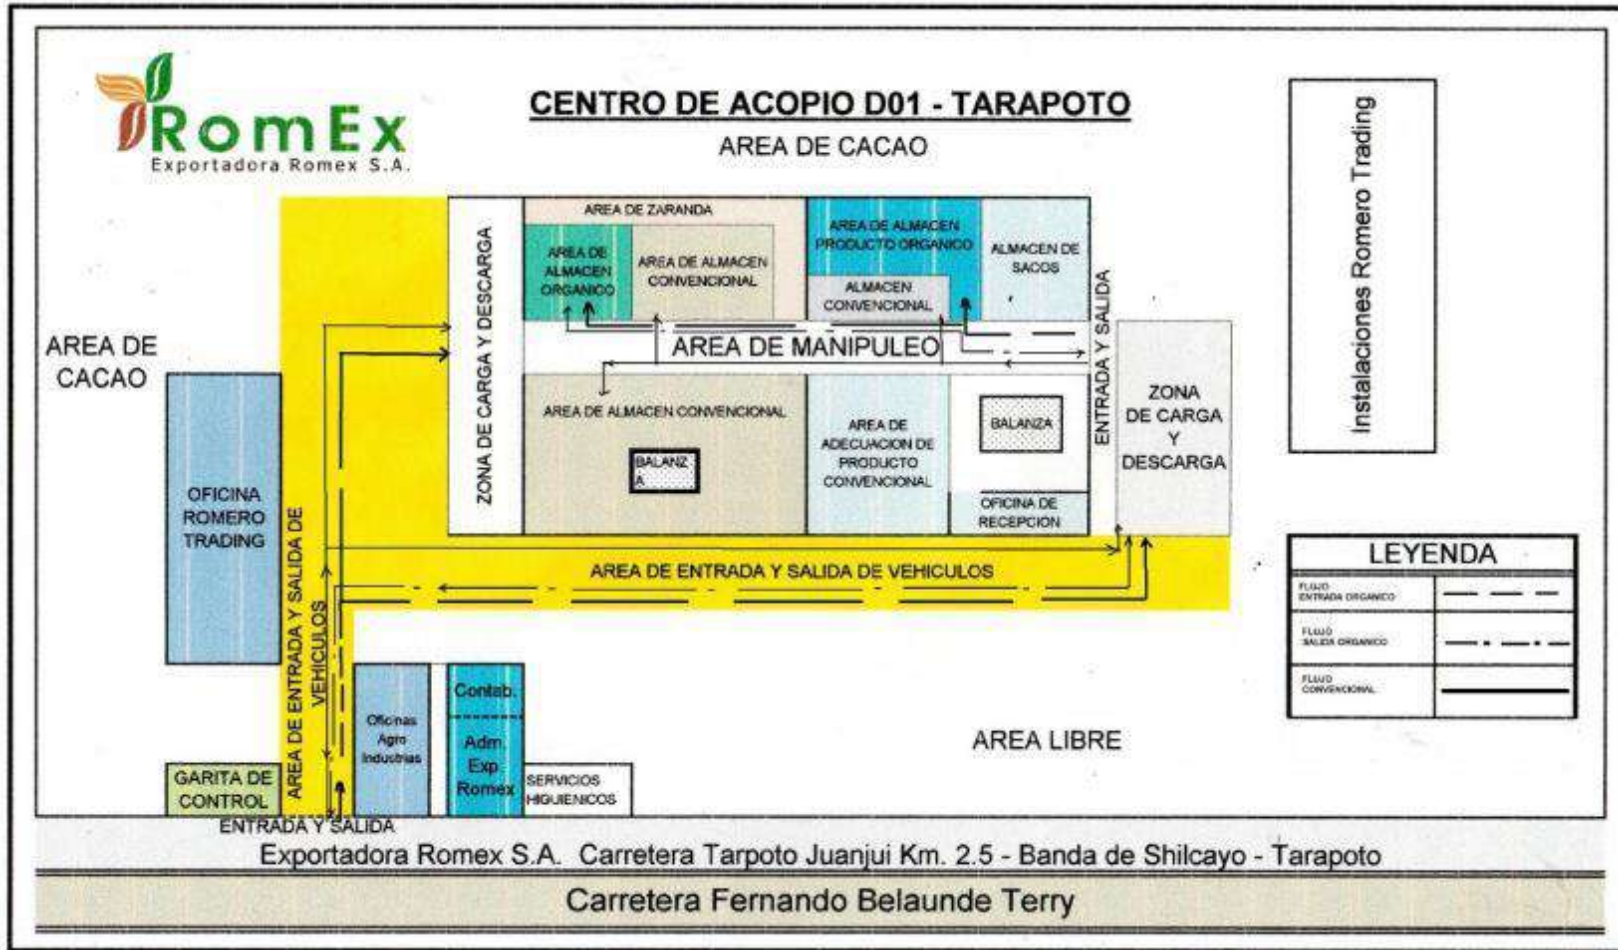 RomEx
Exportadora Romex S.A.
CENTRO DE ACOPIO D01 - TARAPOTO
AREA DE CACAO
Instalaciones Romero Trading
AREA DE
CACAO
ZONA DE CARGA Y DESCARGA
AREA DE ZARANDA
AREA DE
ALMACEN
ORGANICO
AREA DE ALMACEN
CONVENCIONAL
AREA DE ALMACEN
PRODUCTO ORGANICO
ALMACEN
CONVENCIONAL
ALMACEN DE
SACOS
AREA DE MANIPULEO
ENTRADA Y SALIDA
AREA DE ALMACEN CONVENCIONAL
BALANZ
A
AREA DE
ADECUACION DE
PRODUCTO
CONVENCIONAL
BALANZA
OFICINA DE
RECEPCION
ZONA
DE CARGA
Y
DESCARGA
OFICINA
ROMERO
TRADING
AREA DE ENTRADA Y SALIDA DE
VEHICULOS
AREA DE ENTRADA Y SALIDA DE VEHICULOS
LEYENDA
FLUJO
ENTRADA ORGANICO
FLUJO
SALIDA ORGANICO
FLUJO
CONVENCIONAL
Oficinas
Agro
Industrias
Contab.
Adm.
Exp.
Romex
SERVICIOS
HIGUIENICOS
AREA LIBRE
GARITA DE
CONTROL
ENTRADA Y SALIDA
Exportadora Romex S.A. Carretera Tarpoto Juanjui Km. 2.5 - Banda de Shilcayo - Tarapoto
Carretera Fernando Belaunde Terry